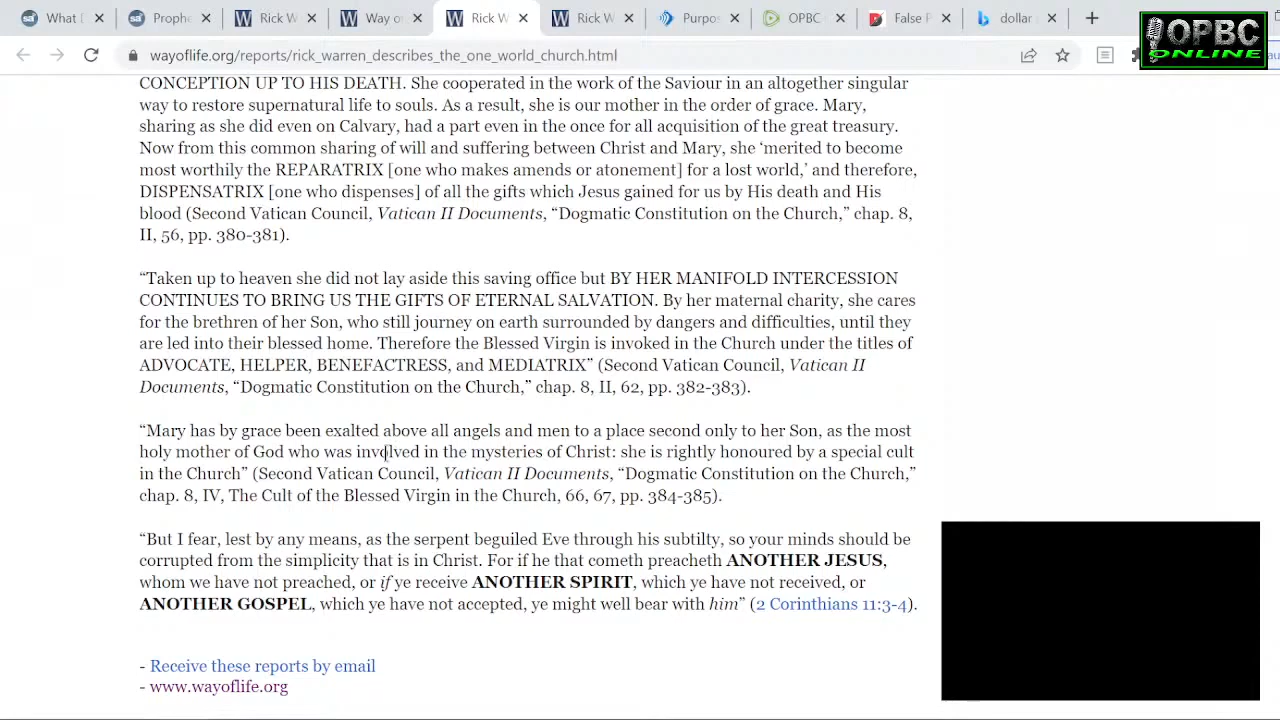 What D
Prophe
Rick W
Way o
Rick W
Rick W
Purpos
OPBC
False P
dollar
OPBC
ONLINE
wayoflife.org/reports/rick_warren_describes_the_one-world_church.html
CONCEPTION UP TO HIS DEATH. She cooperated in the work of the Saviour in an altogether singular
way to restore supernatural life to souls. As a result, she is our mother in the order of grace. Mary,
sharing as she did even on Calvary, had a part even in the once for all acquisition of the great treasury.
Now from this common sharing of will and suffering between Christ and Mary, she ‘merited to become
most worthily the REPARATRIX [one who makes amends or atonement] for a lost world,’ and therefore,
DISPENSATRIX [one who dispenses] of all the gifts which Jesus gained for us by His death and His
blood (Second Vatican Council, Vatican II Documents, “Dogmatic Constitution on the Church,” chap. 8,
II, 56, pp. 380-381).
“Taken up to heaven she did not lay aside this saving office but BY HER MANIFOLD INTERCESSION
CONTINUES TO BRING US THE GIFTS OF ETERNAL SALVATION. By her maternal charity, she cares
for the brethren of her Son, who still journey on earth surrounded by dangers and difficulties, until they
are led into their blessed home. Therefore the Blessed Virgin is invoked in the Church under the titles of
ADVOCATE, HELPER, BENEFACTRESS, and MEDIATRIX” (Second Vatican Council, Vatican II
Documents, “Dogmatic Constitution on the Church,” chap. 8, II, 62, pp. 382-383).
“Mary has by grace been exalted above all angels and men to a place second only to her Son, as the most
holy mother of God who was involved in the mysteries of Christ: she is rightly honoured by a special cult
in the Church” (Second Vatican Council, Vatican II Documents, “Dogmatic Constitution on the Church,”
chap. 8, IV, The Cult of the Blessed Virgin in the Church, 66, 67, pp. 384-385).
“But I fear, lest by any means, as the serpent beguiled Eve through his subtilty, so your minds should be
corrupted from the simplicity that is in Christ. For if he that cometh preacheth ANOTHER JESUS,
whom we have not preached, or if ye receive ANOTHER SPIRIT, which ye have not received, or
ANOTHER GOSPEL, which ye have not accepted, ye might well bear with him” (2 Corinthians 11:3-4).
- Receive these reports by email
- www.wayoflife.org